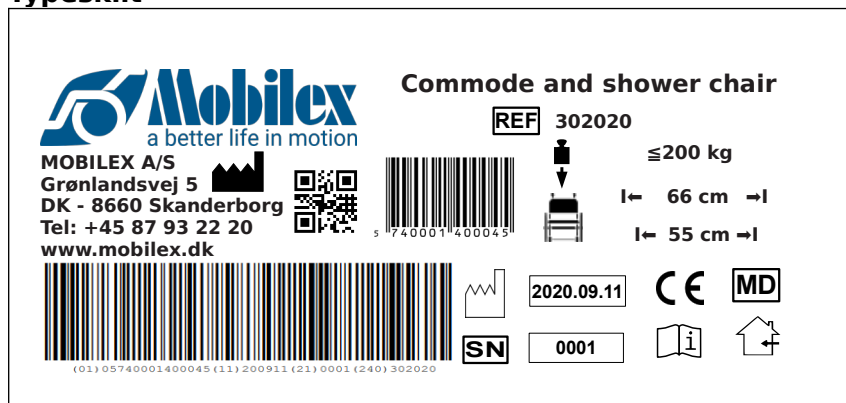 Typeskilt
Mobilex
a better life in motion
MOBILEX A/S
Grønlandsvej 5
DK - 8660 Skanderborg
Tel: +45 87 93 22 20
www.mobilex.dk
Commode and shower chair
REF 302020
≦200 kg
66 cm
55 cm
5 740001 400045
2020.09.11
CE MD
SN 0001
i
(01)05740001400045(11)200911(21)0001(240)302020